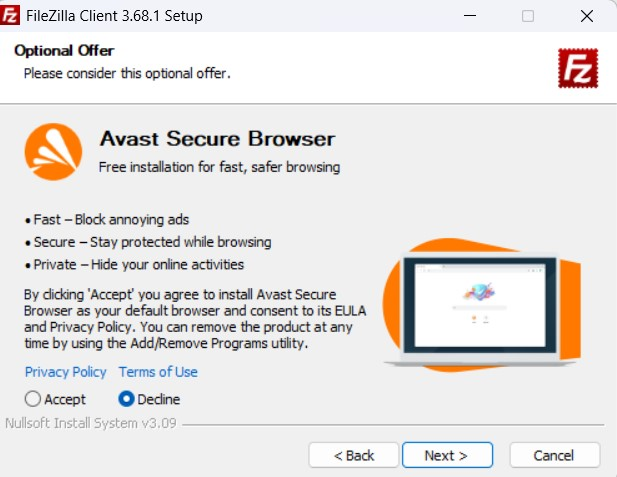 FileZilla Client 3.68.1 Setup
Optional Offer
Please consider this optional offer.
Fz
Avast Secure Browser
Free installation for fast, safer browsing
• Fast – Block annoying ads
• Secure – Stay protected while browsing
• Private – Hide your online activities
By clicking 'Accept' you agree to install Avast Secure
Browser as your default browser and consent to its EULA
and Privacy Policy. You can remove the product at any
time by using the Add/Remove Programs utility.
Privacy Policy Terms of Use
Accept Decline
Nullsoft Install System v3.09
< Back Next > Cancel